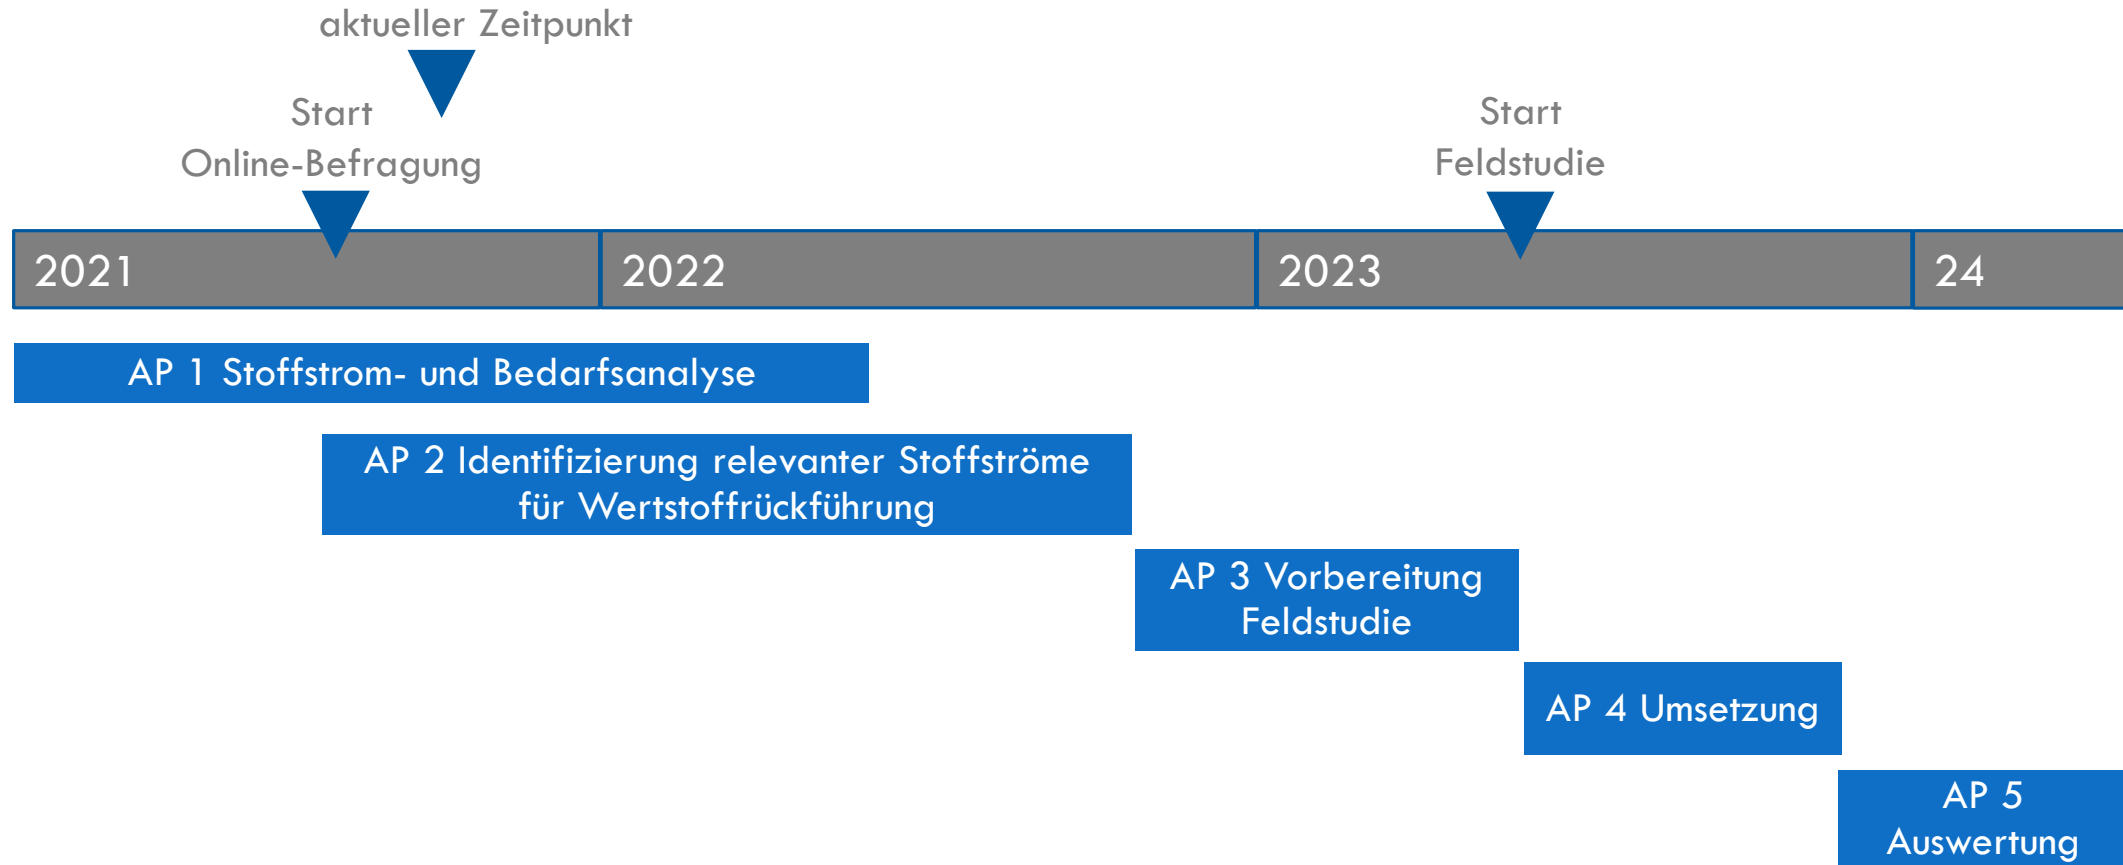 aktueller Zeitpunkt
Start
Online-Befragung
Start
Feldstudie
2021
2022
2023
24
AP 1 Stoffstrom- und Bedarfsanalyse
AP 2 Identifizierung relevanter Stoffströme
für Wertstoffrückführung
AP 3 Vorbereitung
Feldstudie
AP 4 Umsetzung
AP 5
Auswertung